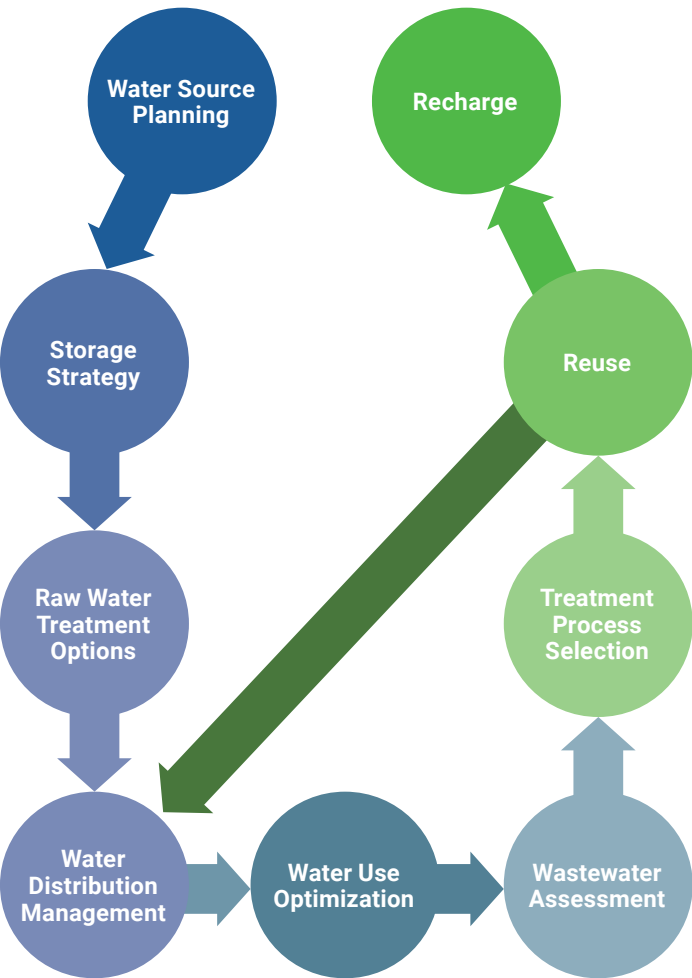 Water Source
Planning
Recharge
Storage
Strategy
Reuse
Raw Water
Treatment
Options
Treatment
Process
Selection
Water
Distribution
Management
Water Use
Optimization
Wastewater
Assessment